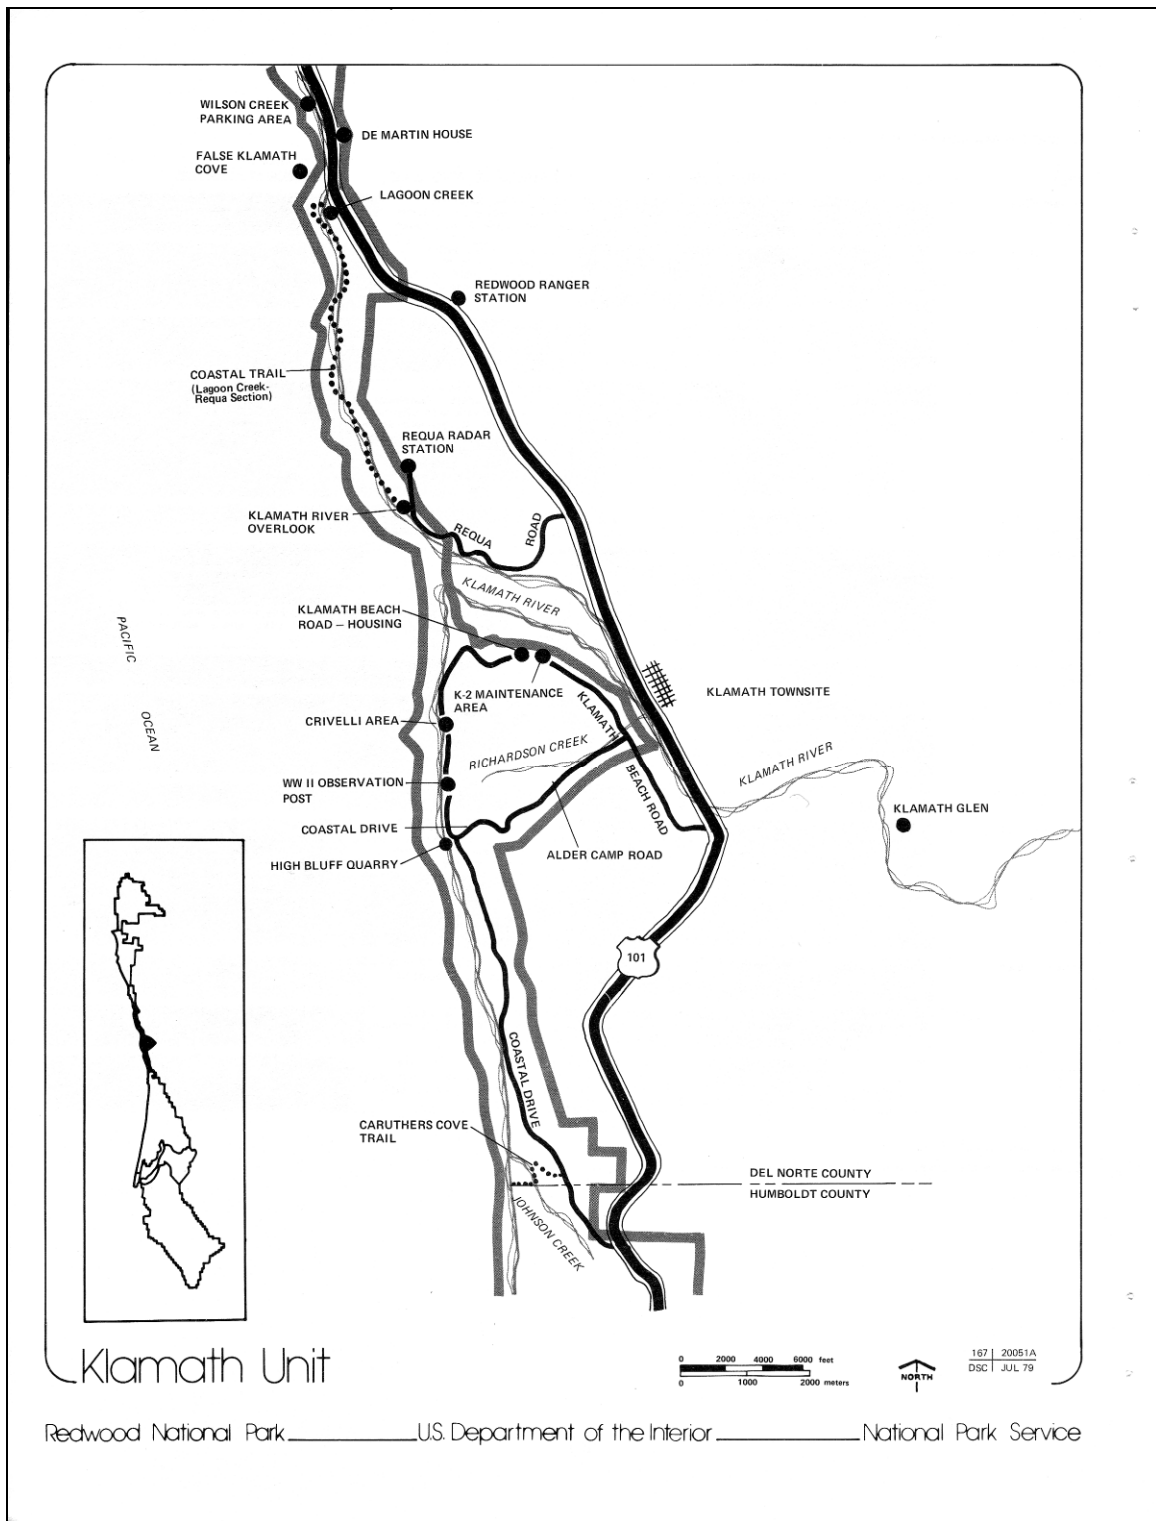 WILSON CREEK
PARKING AREA
DE MARTIN HOUSE
FALSE KLAMATH
COVE
LAGOON CREEK
REDWOOD RANGER
STATION
COASTAL TRAIL
(Lagoon Creek-
Requa Section)
REQUA RADAR
STATION
KLAMATH RIVER
OVERLOOK
REQUA ROAD
KLAMATH RIVER
KLAMATH BEACH
ROAD – HOUSING
PACIFIC
OCEAN
K-2 MAINTENANCE
AREA
KLAMATH TOWNSITE
CRIVELLI AREA
KLAMATH BEACH ROAD
RICHARDSON CREEK
KLAMATH RIVER
WW II OBSERVATION
POST
KLAMATH GLEN
COASTAL DRIVE
ALDER CAMP ROAD
HIGH BLUFF QUARRY
101
COASTAL DRIVE
CARUTHERS COVE
TRAIL
DEL NORTE COUNTY
HUMBOLDT COUNTY
JOHNSON CREEK
Klamath Unit
0 2000 4000 6000 feet
0 1000 2000 meters
NORTH
167 20051A
DSC JUL 79
Redwood National Park U.S. Department of the Interior National Park Service